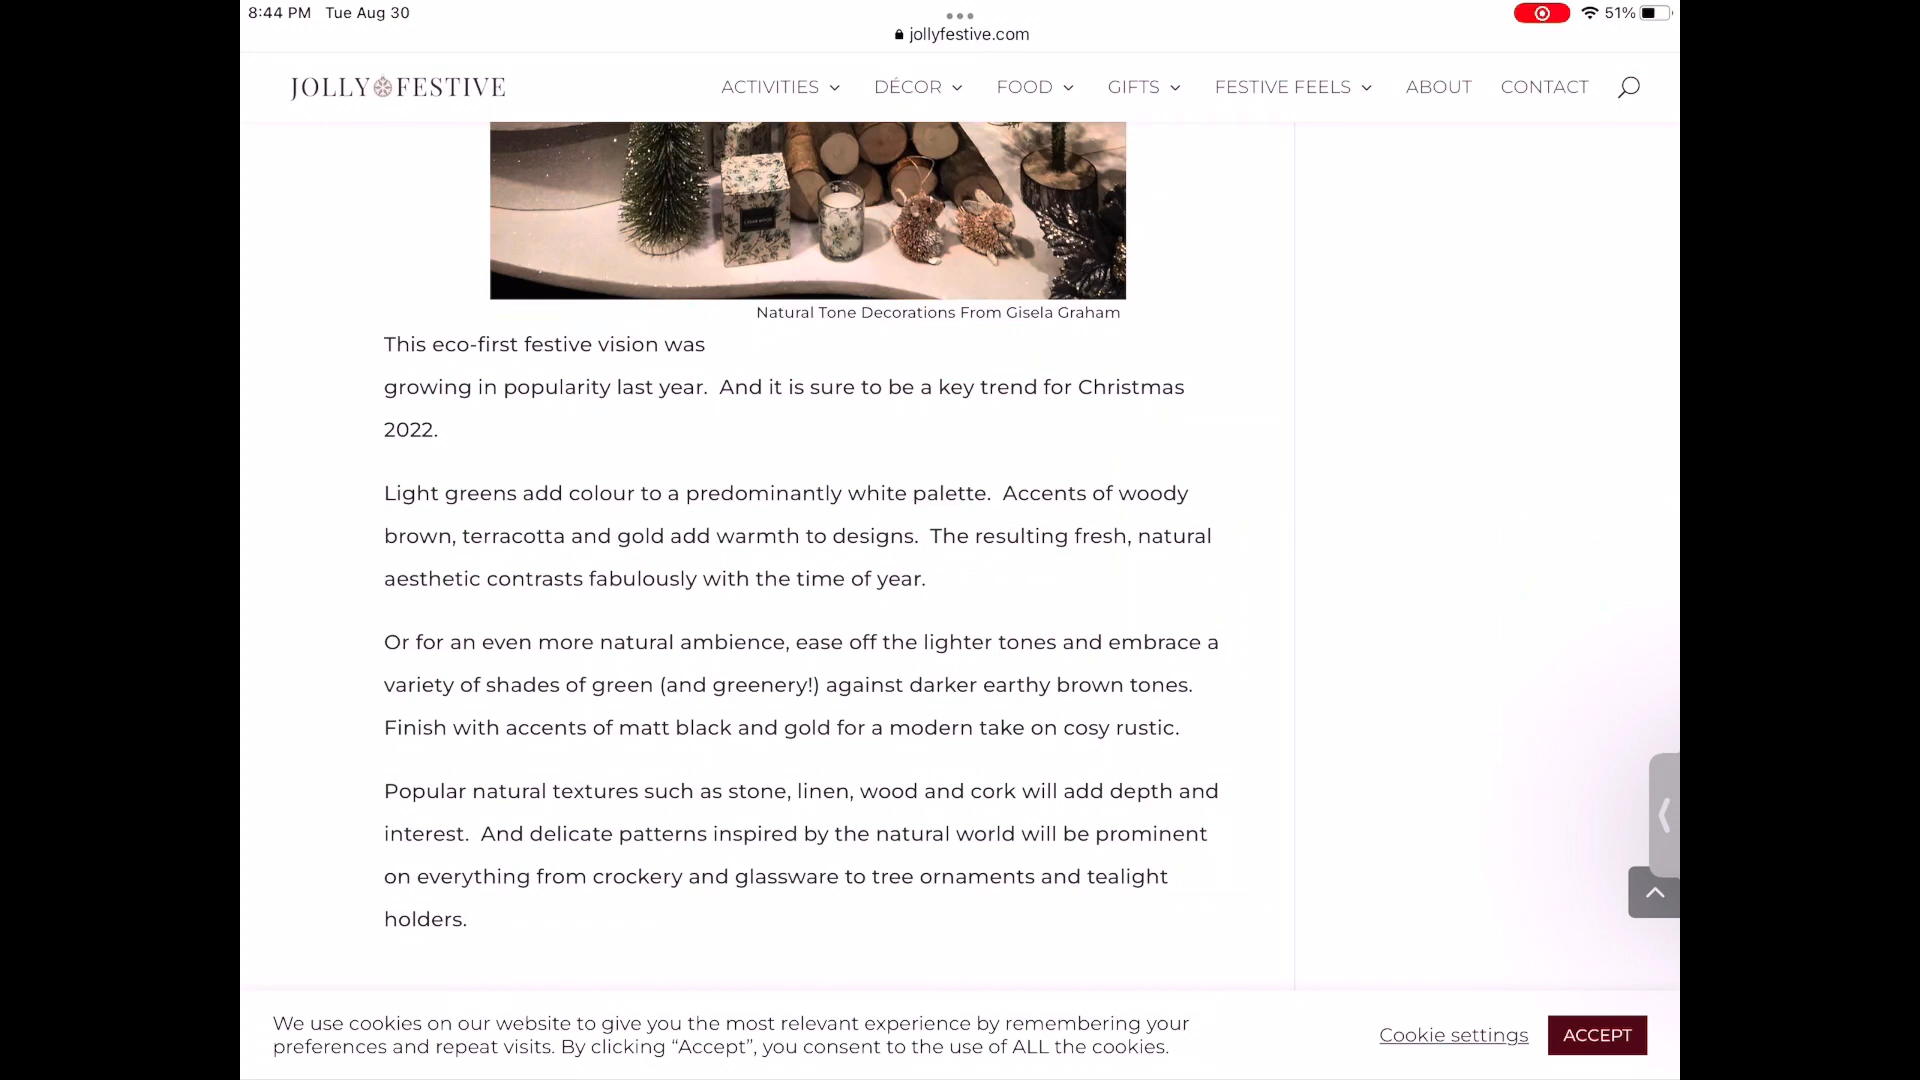 8:44 PM Tue Aug 30
51%
jollyfestive.com
JOLLY FESTIVE
ACTIVITIES
DÉCOR
FOOD
GIFTS
FESTIVE FEELS
ABOUT
CONTACT
Natural Tone Decorations From Gisela Graham
This eco-first festive vision was
growing in popularity last year. And it is sure to be a key trend for Christmas
2022.
Light greens add colour to a predominantly white palette. Accents of woody
brown, terracotta and gold add warmth to designs. The resulting fresh, natural
aesthetic contrasts fabulously with the time of year.
Or for an even more natural ambience, ease off the lighter tones and embrace a
variety of shades of green (and greenery!) against darker earthy brown tones.
Finish with accents of matt black and gold for a modern take on cosy rustic.
Popular natural textures such as stone, linen, wood and cork will add depth and
interest. And delicate patterns inspired by the natural world will be prominent
on everything from crockery and glassware to tree ornaments and tealight
holders.
We use cookies on our website to give you the most relevant experience by remembering your
preferences and repeat visits. By clicking “Accept”, you consent to the use of ALL the cookies.
Cookie settings
ACCEPT